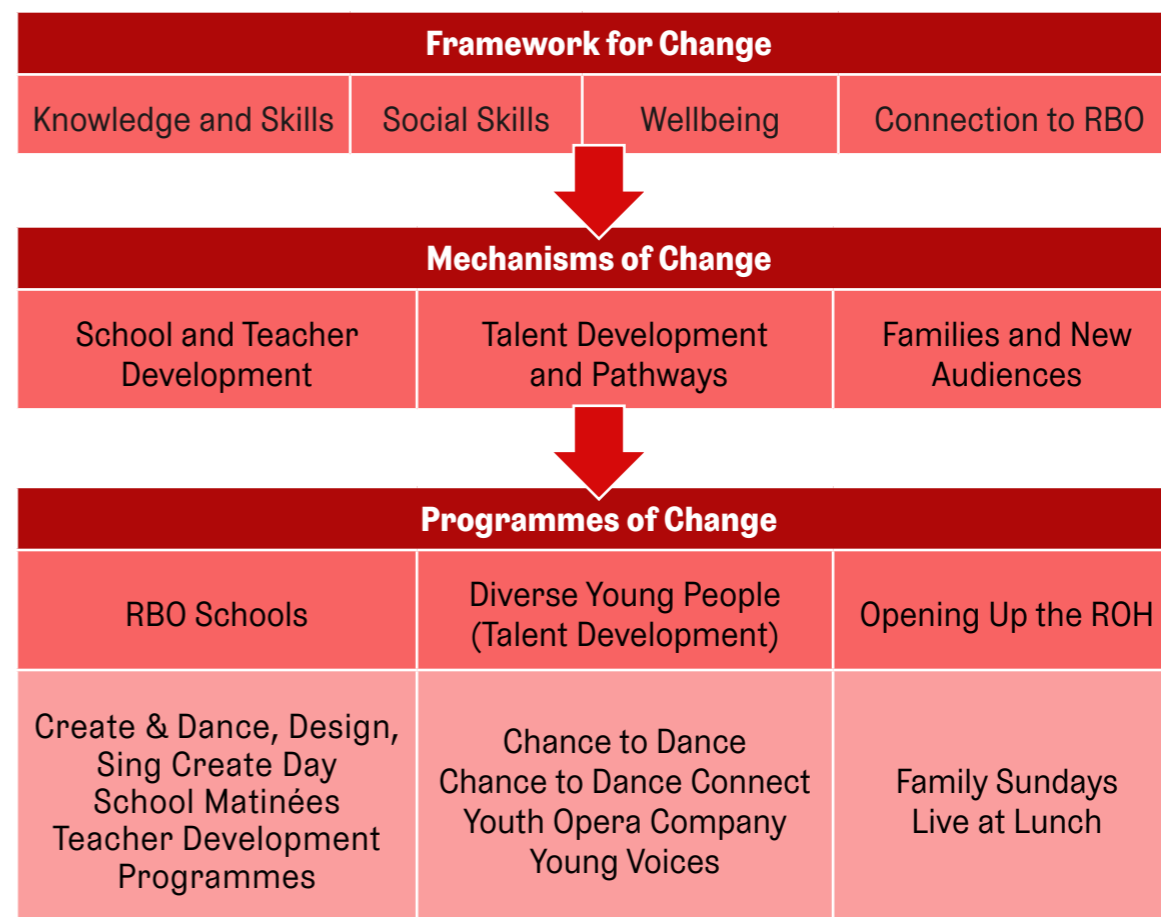 Framework for Change
Knowledge and Skills
Social Skills
Wellbeing
Connection to RBO
Mechanisms of Change
School and Teacher
Development
Talent Development
and Pathways
Families and New
Audiences
Programmes of Change
RBO Schools
Diverse Young People
(Talent Development)
Opening Up the ROH
Create & Dance, Design,
Sing Create Day
School Matinées
Teacher Development
Programmes
Chance to Dance
Chance to Dance Connect
Youth Opera Company
Young Voices
Family Sundays
Live at Lunch